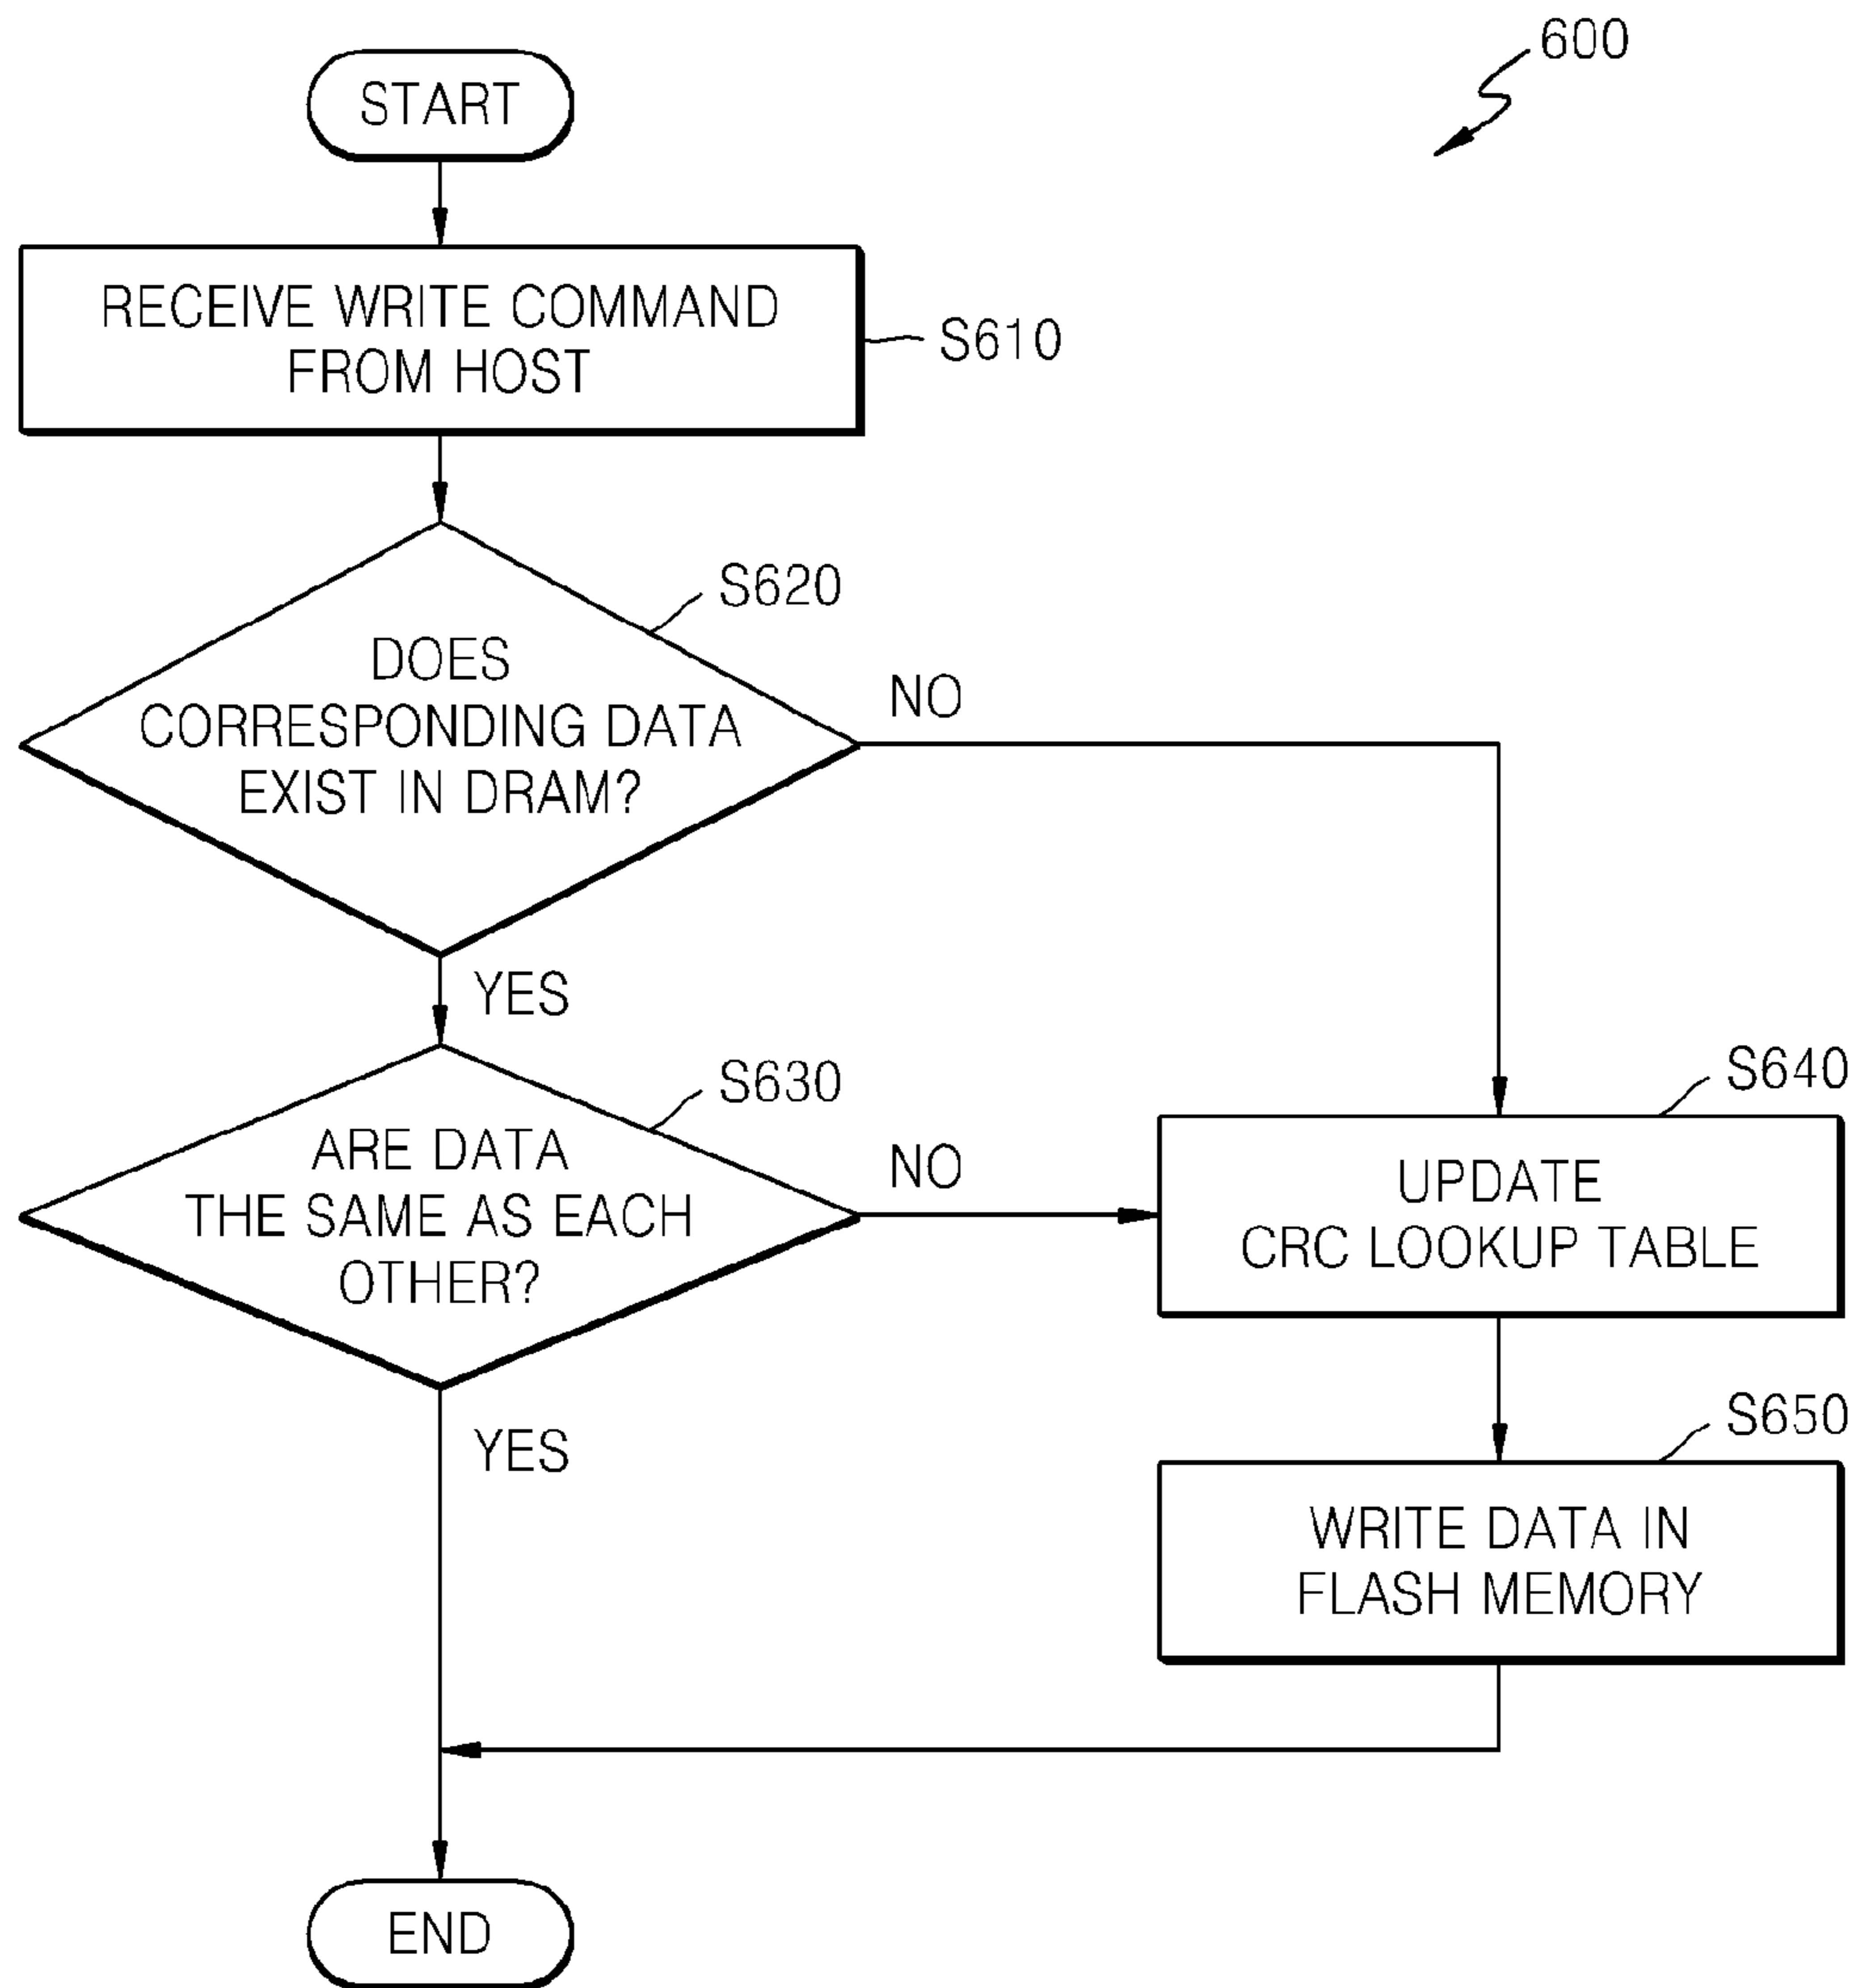 600
START
RECEIVE WRITE COMMAND
FROM HOST
S610
S620
DOES
CORRESPONDING DATA
EXIST IN DRAM?
NO
YES
S630
ARE DATA
THE SAME AS EACH
OTHER?
NO
YES
S640
UPDATE
CRC LOOKUP TABLE
S650
WRITE DATA IN
FLASH MEMORY
END